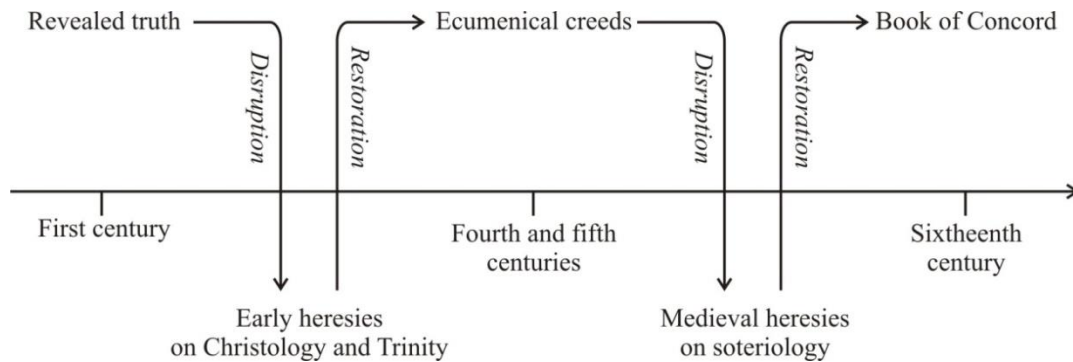 Revealed truth
Ecumenical creeds
Book of Concord
Disruption
Restoration
Disruption
Restoration
First century
Fourth and fifth
centuries
Sixtheenth
century
Early heresies
on Christology and Trinity
Medieval heresies
on soteriology